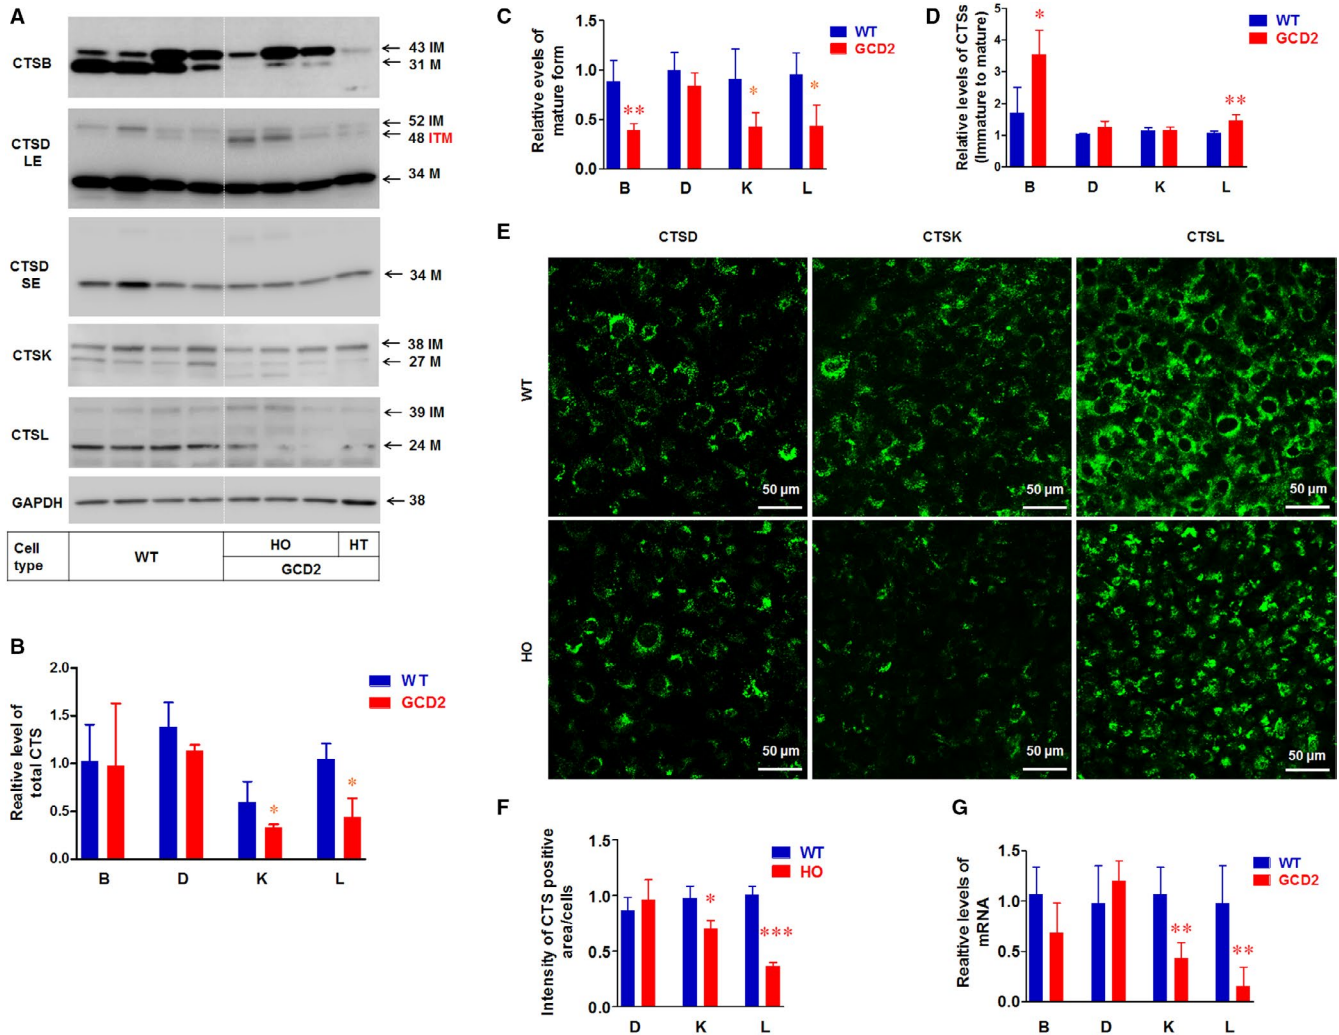 A
CTSB
43 IM
31 M
CTSD
LE
52 IM
48 ITM
34 M
CTSD
SE
34 M
CTSK
38 IM
27 M
CTSL
39 IM
24 M
GAPDH
38
Cell
type
WT
HO
HT
GCD2
B
Realtive level of
total CTS
2.0
1.5
1.0
0.5
0.0
B
D
K
L
*
*
WT
GCD2
C
Relative evels of
mature form
1.5
1.0
0.5
0.0
B
D
K
L
**
*
*
WT
GCD2
D
Relative levels of CTSs
(Immature to mature)
5
4
3
2
1
0
B
D
K
L
*
**
WT
GCD2
E
CTSD
CTSK
CTSL
WT
50 µm
50 µm
50 µm
HO
50 µm
50 µm
50 µm
F
Intensity of CTS positive
area/cells
1.5
1.0
0.5
0.0
D
K
L
*
***
WT
HO
G
Realtive levels of
mRNA
1.5
1.0
0.5
0.0
B
D
K
L
**
**
WT
GCD2